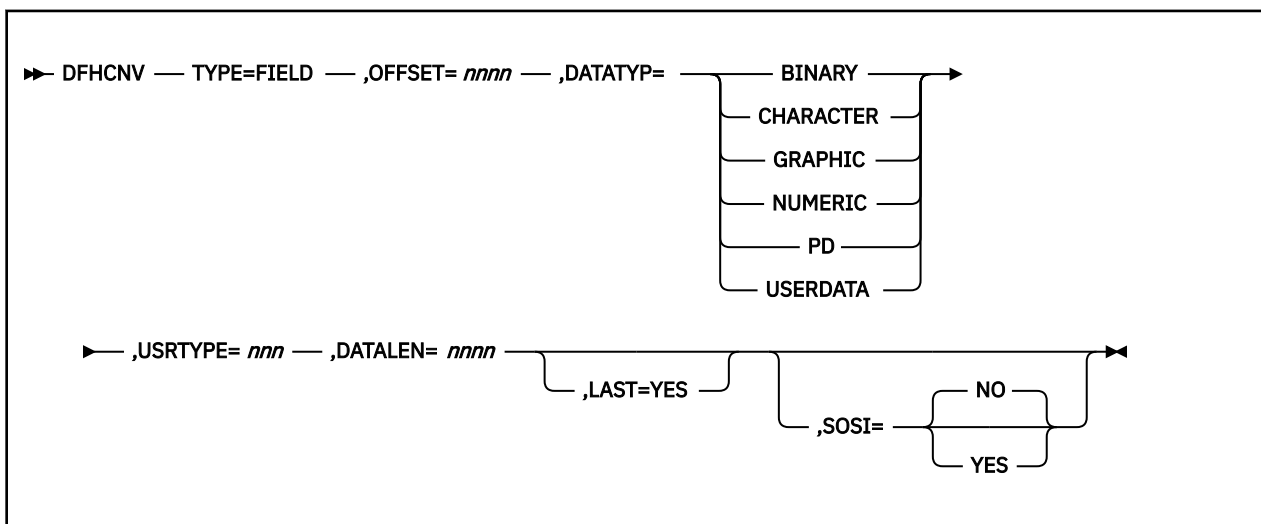 DFHCNV TYPE=FIELD ,OFFSET= nnnn ,DATATYP= BINARY
CHARACTER
GRAPHIC
NUMERIC
PD
USERDATA
,USRTYPE= nnn ,DATALEN= nnnn
,LAST=YES
,SOSI=
NO
YES